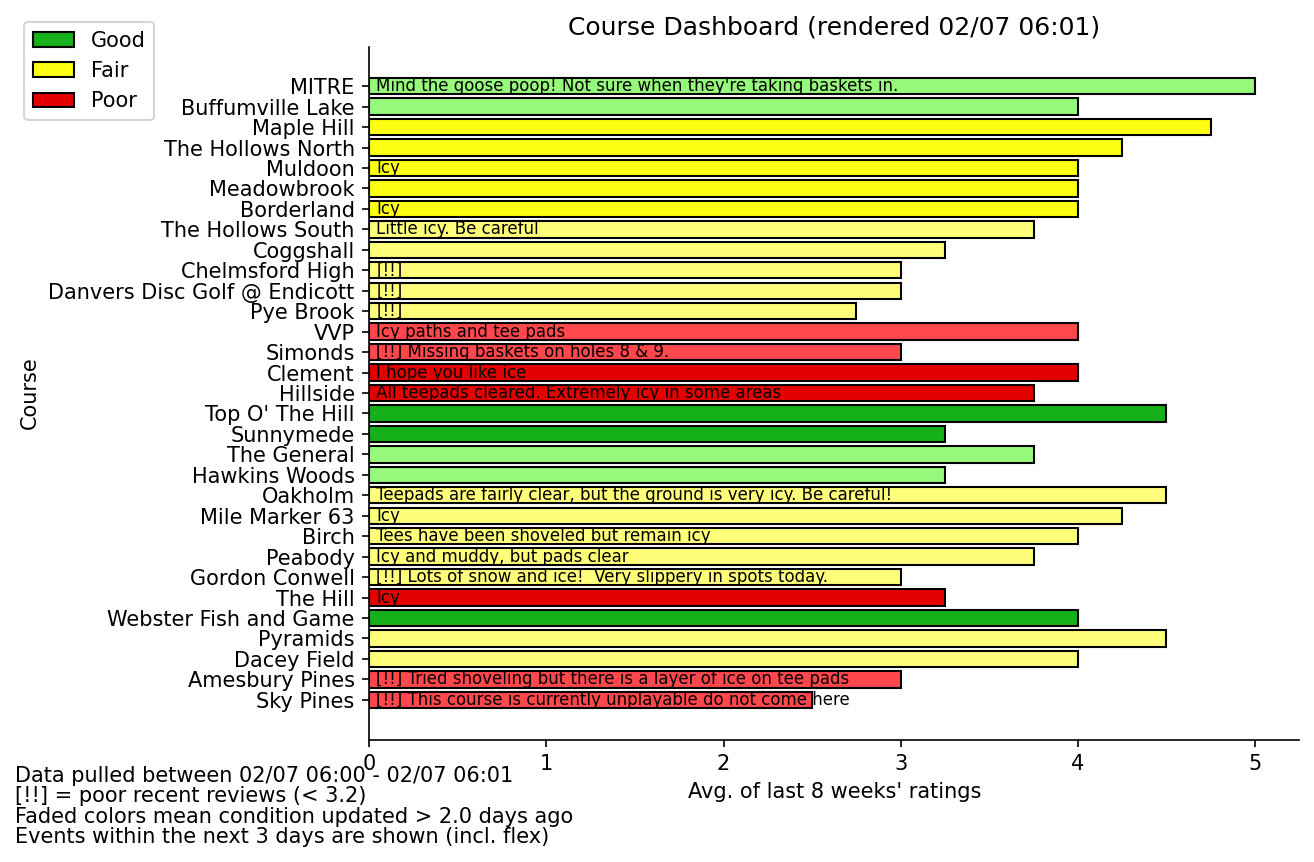 Course Dashboard (rendered 02/07 06:01)
Good
Fair
Poor
Course
MITRE Mind the goose poop! Not sure when they're taking baskets in.
Buffumville Lake
Maple Hill
The Hollows North
Muldoon Icy
Meadowbrook
Borderland Icy
The Hollows South Little icy. Be careful
Coggshall
Chelmsford High [!!]
Danvers Disc Golf @ Endicott [!!]
Pye Brook [!!]
VVP Icy paths and tee pads
Simonds [!!] Missing baskets on holes 8 & 9.
Clement I hope you like ice
Hillside All teepads cleared. Extremely icy in some areas
Top O' The Hill
Sunnymede
The General
Hawkins Woods
Oakholm Teepads are fairly clear, but the ground is very icy. Be careful!
Mile Marker 63 Icy
Birch Tees have been shoveled but remain icy
Peabody Icy and muddy, but pads clear
Gordon Conwell [!!] Lots of snow and ice!  Very slippery in spots today.
The Hill Icy
Webster Fish and Game
Pyramids
Dacey Field
Amesbury Pines [!!] Tried shoveling but there is a layer of ice on tee pads
Sky Pines [!!] This course is currently unplayable do not come here
0 1 2 3 4 5
Avg. of last 8 weeks' ratings
Data pulled between 02/07 06:00 - 02/07 06:01
[!!] = poor recent reviews (< 3.2)
Faded colors mean condition updated > 2.0 days ago
Events within the next 3 days are shown (incl. flex)